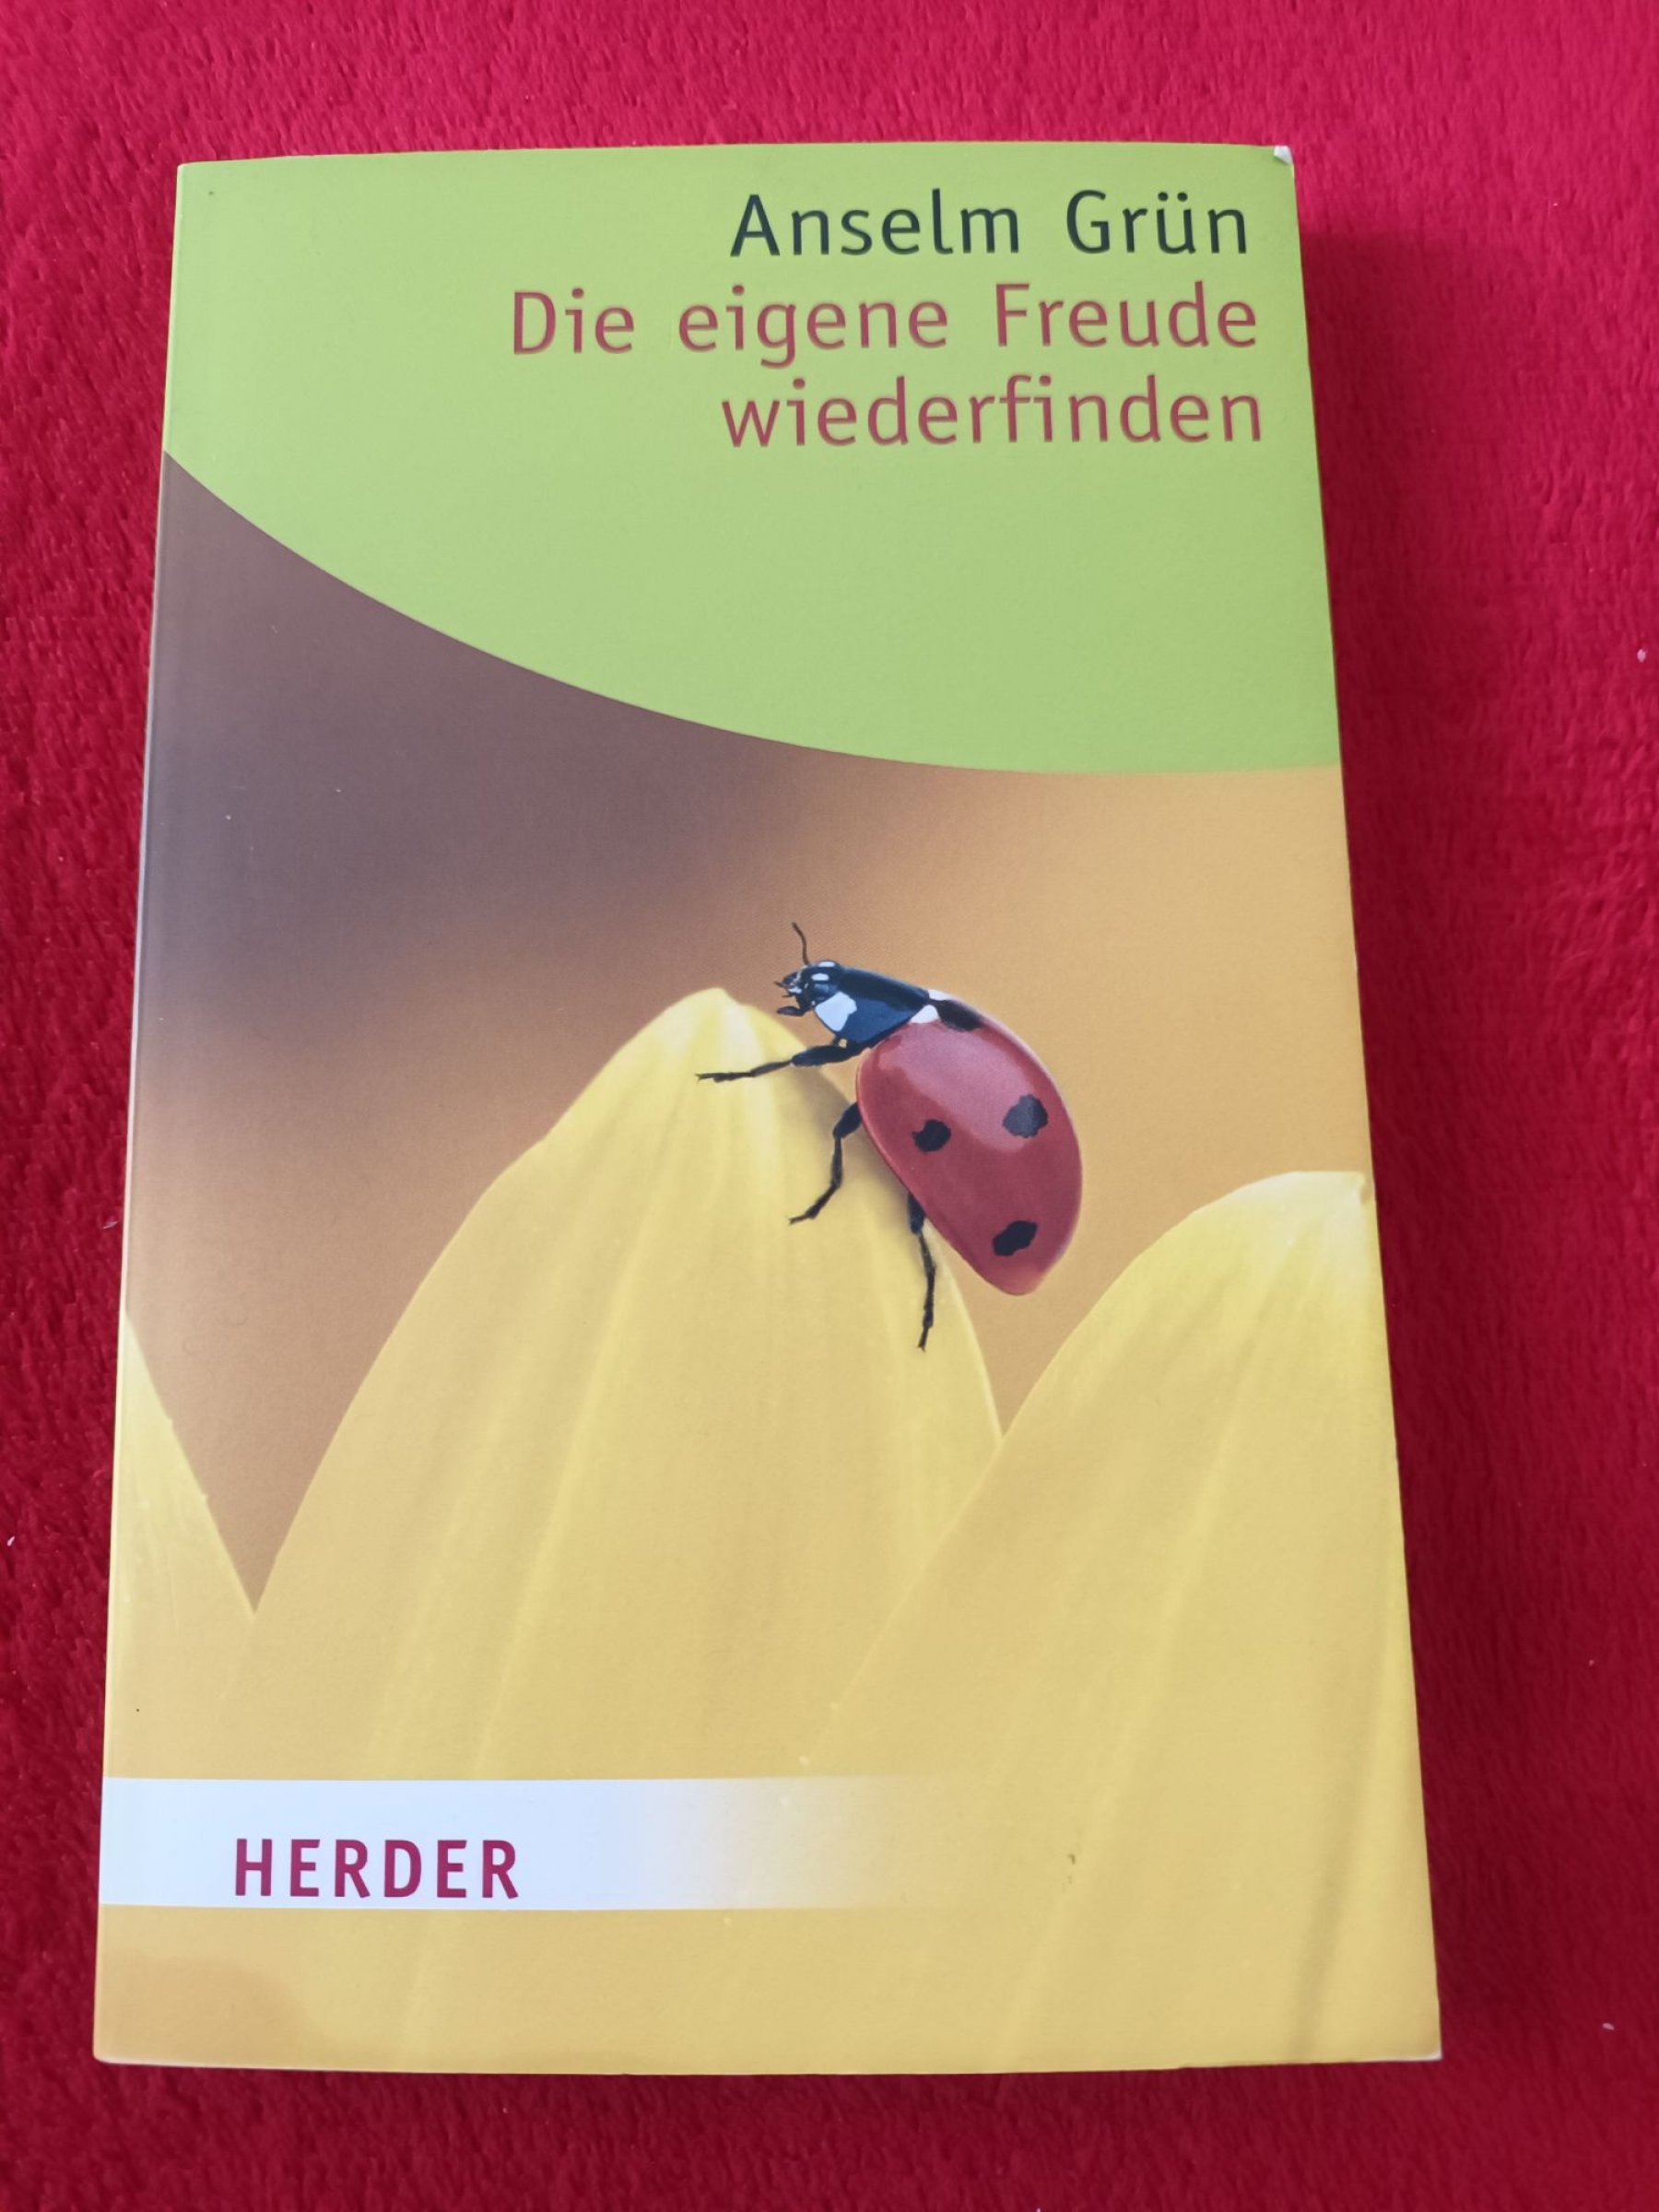 Anselm Grün
Die eigene Freude
wiederfinden
HERDER